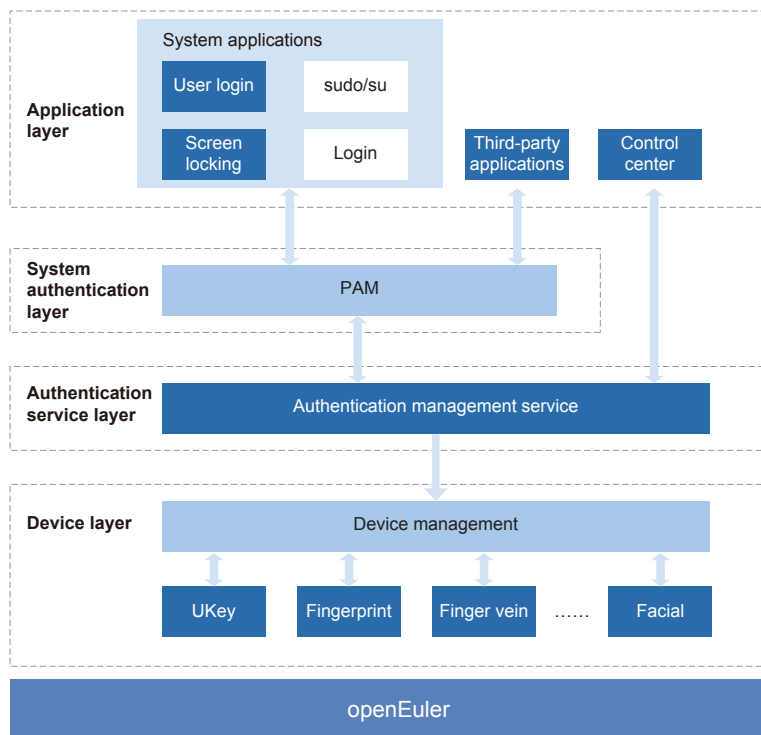 System applications
Application
layer
User login
sudo/su
Screen
locking
Login
Third-party
applications
Control
center
System
authentication
layer
PAM
Authentication
service layer
Authentication management service
Device layer
Device management
UKey
Fingerprint
Finger vein
......
Facial
openEuler